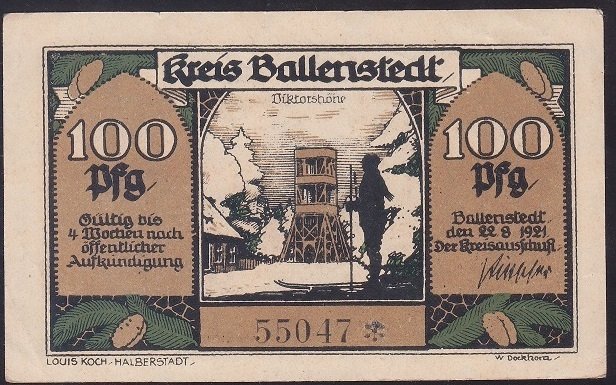 Kreis Ballenstedt
Viktorshöhe
100
Pfg
Gültig bis
4 Wochen nach
öffentlicher
Aufkündigung
100
Pfg
Ballenstedt
den 22 8 1921
Der Kreisausschuß
55047
LOUIS KOCH - HALBERSTADT -
W Dockhorn